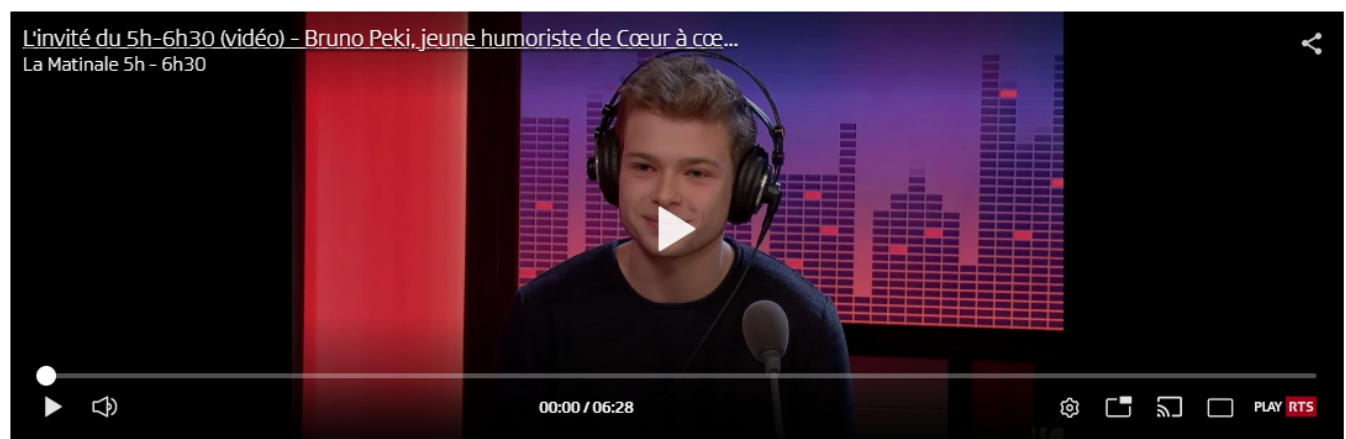 L'invité du 5h-6h30 (vidéo) - Bruno Peki, jeune humoriste de Cœur à cœ...
La Matinale 5h - 6h30
00:00 / 06:28
PLAY RTS